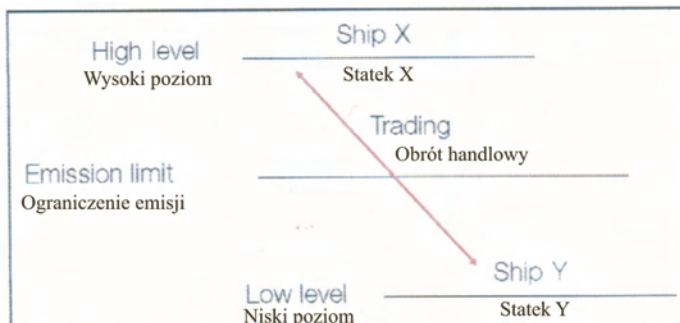 Ship X
High level
Wysoki poziom
Statek X
Trading
Obrót handlowy
Emission limit
Ograniczenie emisji
Ship Y
Low level
Niski poziom
Statek Y